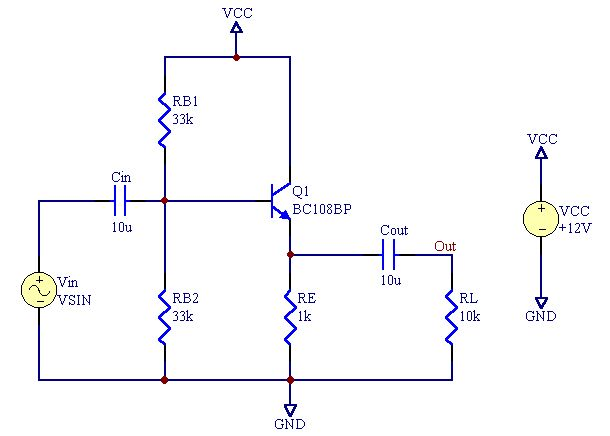 VCC
RB1
33k
Cin
10u
Q1
BC108BP
VCC
VCC
+12V
Cout
10u
Out
Vin
VSIN
RB2
33k
RE
1k
RL
10k
GND
GND